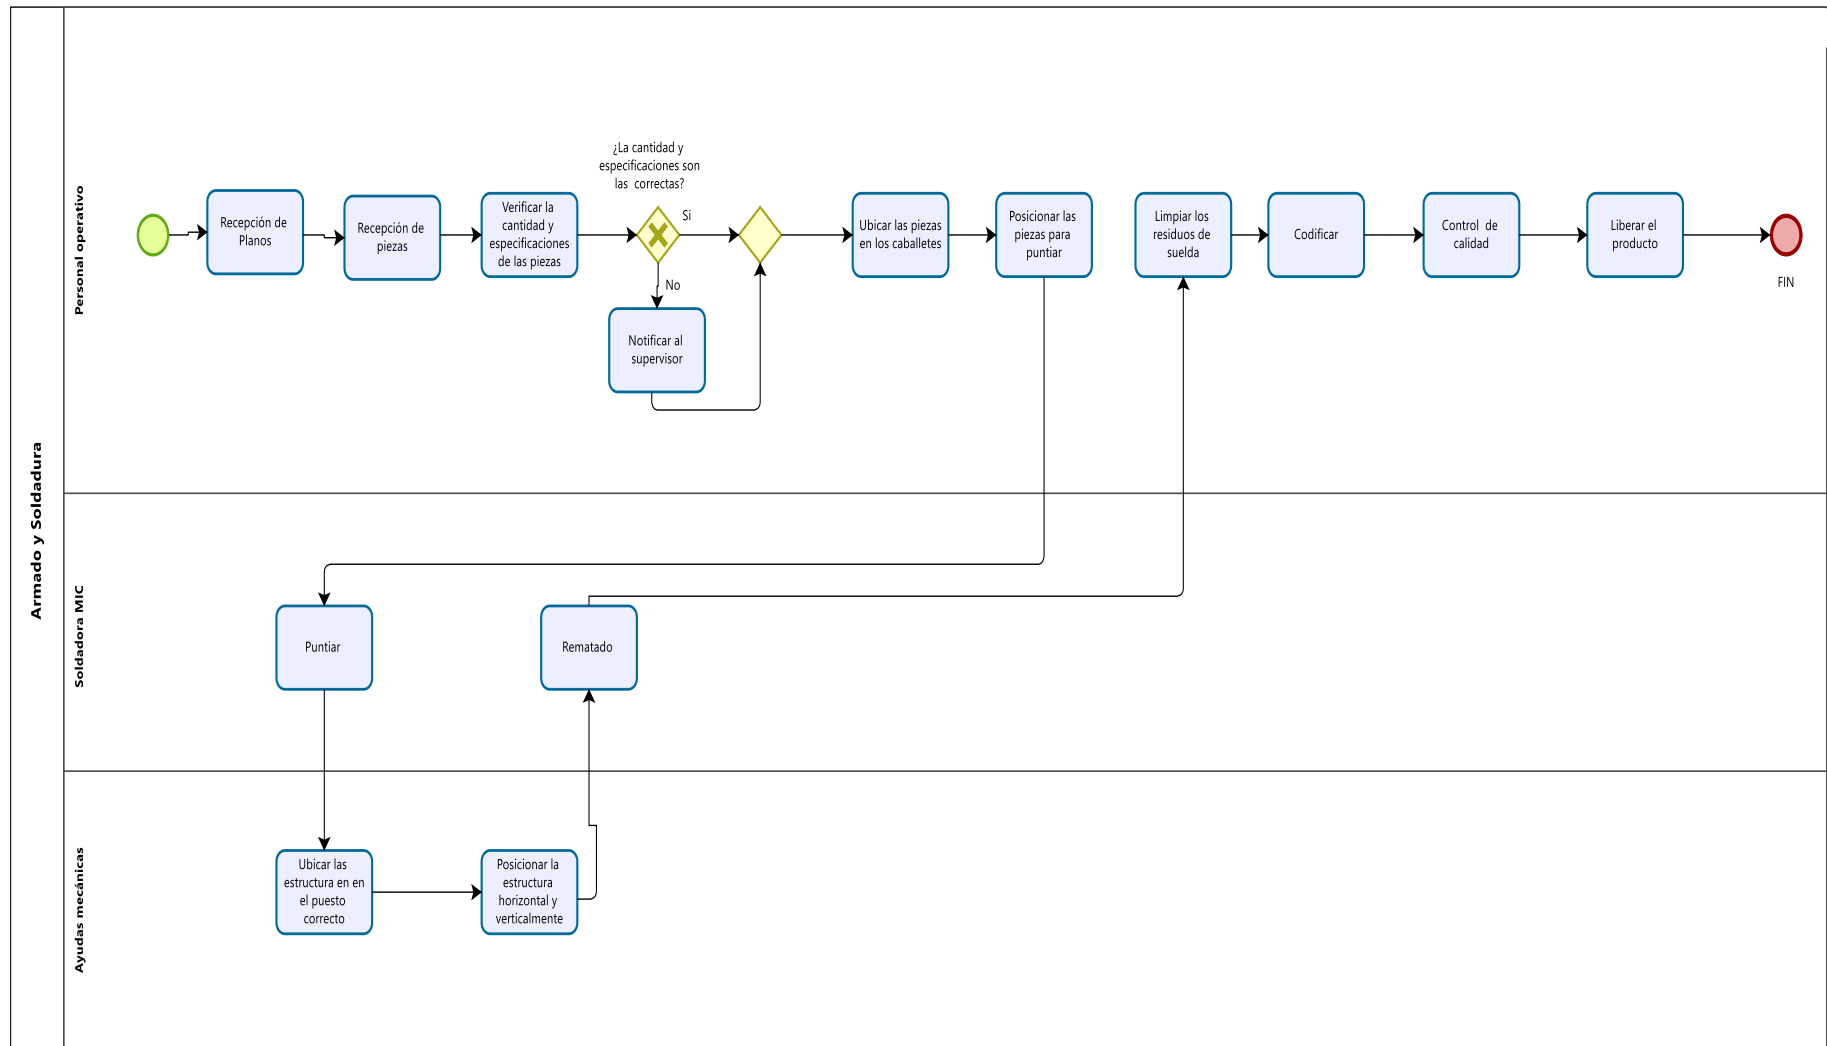 Armado y Soldadura
Personal operativo
Recepción de
Planos
Recepción de
piezas
Verificar la
cantidad y
especificaciones
de las piezas
¿La cantidad y
especificaciones son
las correctas?
Si
No
Notificar al
supervisor
Ubicar las piezas
en los caballetes
Posicionar las
piezas para
puntiar
Limpiar los
residuos de
suelda
Codificar
Control de
calidad
Liberar el
producto
FIN
Soldadora MIC
Puntiar
Rematado
Ayudas mecánicas
Ubicar las
estructura en en
el puesto
correcto
Posicionar la
estructura
horizontal y
verticalmente